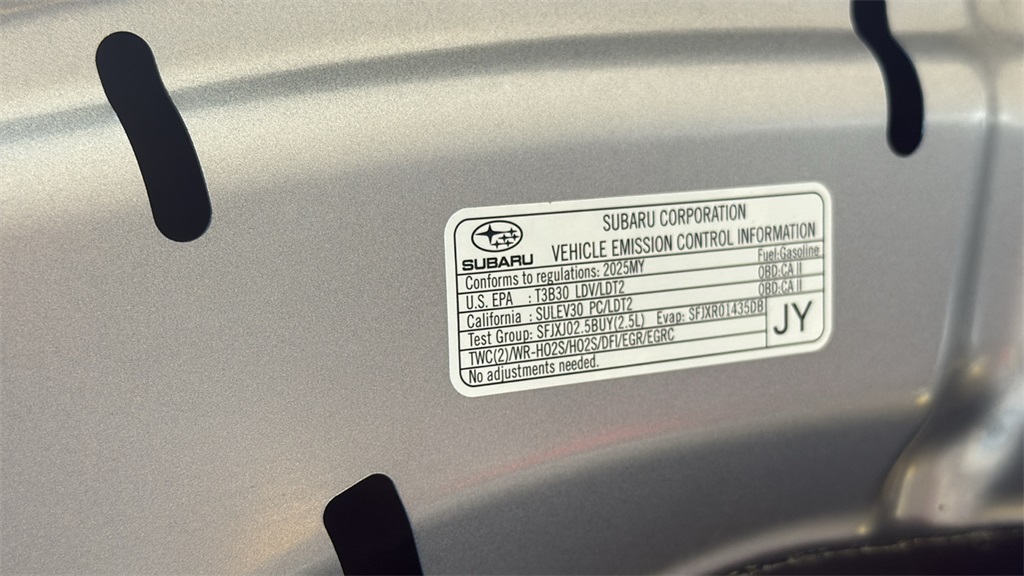 SUBARU CORPORATION
SUBARU
VEHICLE EMISSION CONTROL INFORMATION
Conforms to regulations: 2025MY Fuel:Gasoline
U.S. EPA : T3B30 LDV/LDT2 OBD:CA II
California : SULEV30 PC/LDT2 OBD:CA II
Test Group: SFJXJ02.5BUY(2.5L) Evap: SFJXR01435DB
TWC(2)/WR-HO2S/HO2S/DFI/EGR/EGRC
No adjustments needed.
JY